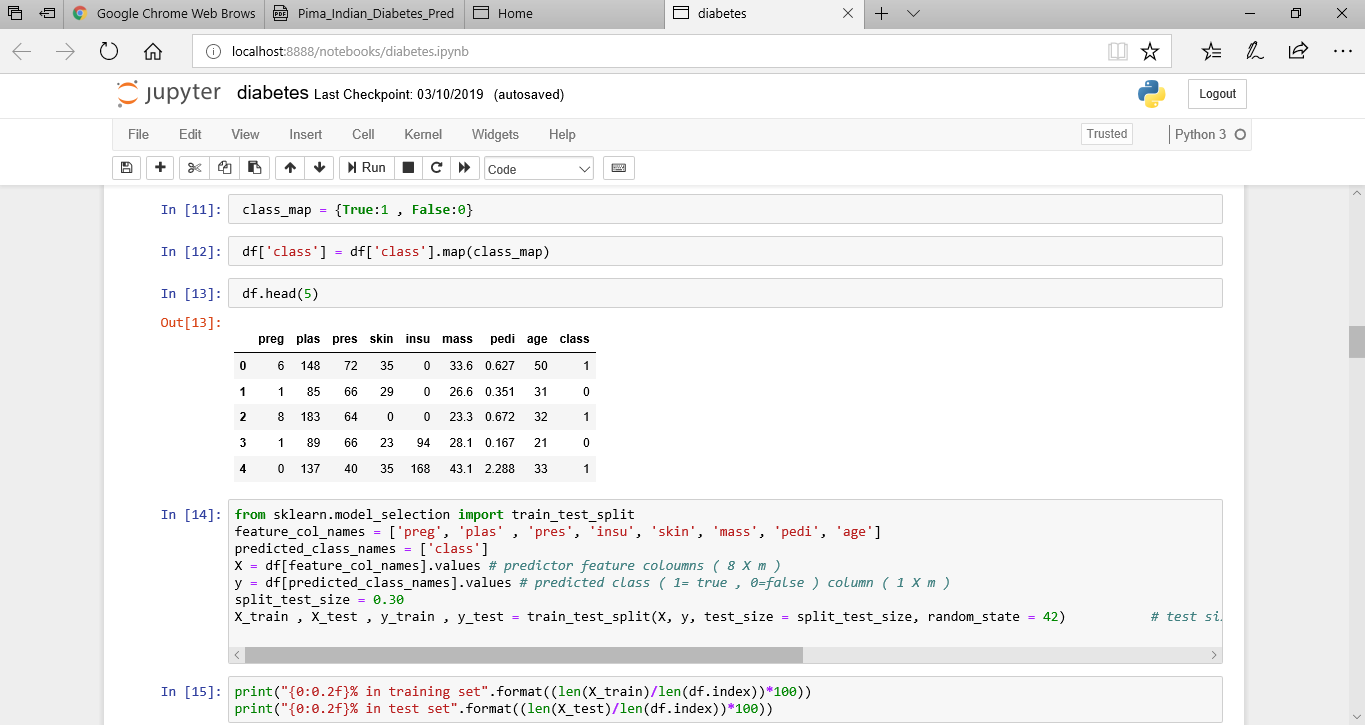 Google Chrome Web Brows
Pima_Indian_Diabetes_Pred
Home
diabetes
localhost:8888/notebooks/diabetes.ipynb
jupyter diabetes Last Checkpoint: 03/10/2019 (autosaved)
Logout
File Edit View Insert Cell Kernel Widgets Help
Trusted
Python 3
Run
Code
In [11]: class_map = {True:1 , False:0}
In [12]: df['class'] = df['class'].map(class_map)
In [13]: df.head(5)
Out[13]:
preg plas pres skin insu mass pedi age class
0 6 148 72 35 0 33.6 0.627 50 1
1 1 85 66 29 0 26.6 0.351 31 0
2 8 183 64 0 0 23.3 0.672 32 1
3 1 89 66 23 94 28.1 0.167 21 0
4 0 137 40 35 168 43.1 2.288 33 1
In [14]: from sklearn.model_selection import train_test_split
feature_col_names = ['preg', 'plas' , 'pres', 'insu', 'skin', 'mass', 'pedi', 'age']
predicted_class_names = ['class']
X = df[feature_col_names].values # predictor feature coloumns ( 8 X m )
y = df[predicted_class_names].values # predicted class ( 1= true , 0=false ) column ( 1 X m )
split_test_size = 0.30
X_train , X_test , y_train , y_test = train_test_split(X, y, test_size = split_test_size, random_state = 42) # test
In [15]: print("{0:0.2f}% in training set".format((len(X_train)/len(df.index))*100))
print("{0:0.2f}% in test set".format((len(X_test)/len(df.index))*100))